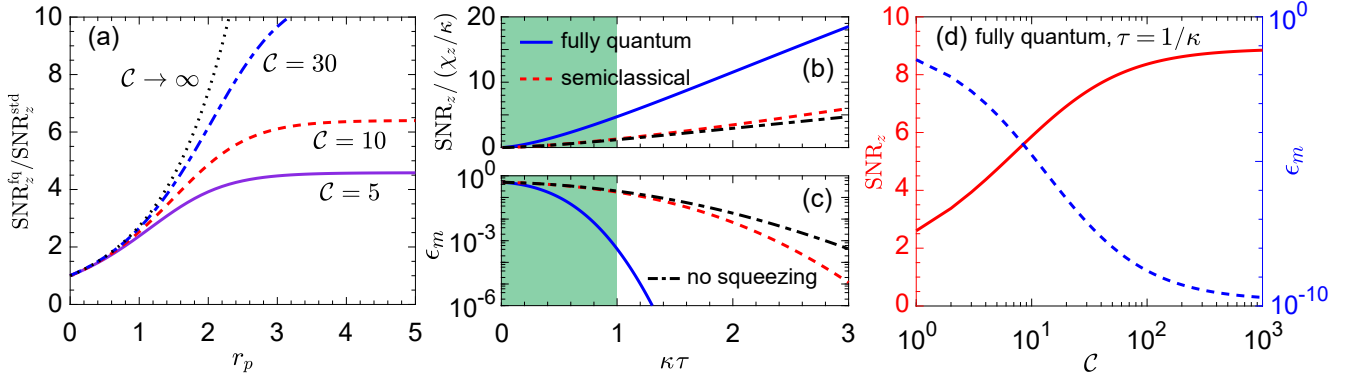 (a)
SNR_z^fq/SNR_z^std
10
8
6
4
2
0
0 1 2 3 4 5
r_p
𝒞 → ∞
𝒞 = 30
𝒞 = 10
𝒞 = 5
(b)
SNR_z/ (χ_z/κ)
20
10
0
fully quantum
semiclassical
(c)
ϵ_m
10^0
10^-3
10^-6
no squeezing
0 1 2 3
κτ
(d) fully quantum, τ = 1/κ
SNR_z
10
8
6
4
2
0
10^0 10^1 10^2 10^3
𝒞
10^0
10^-10
ϵ_m